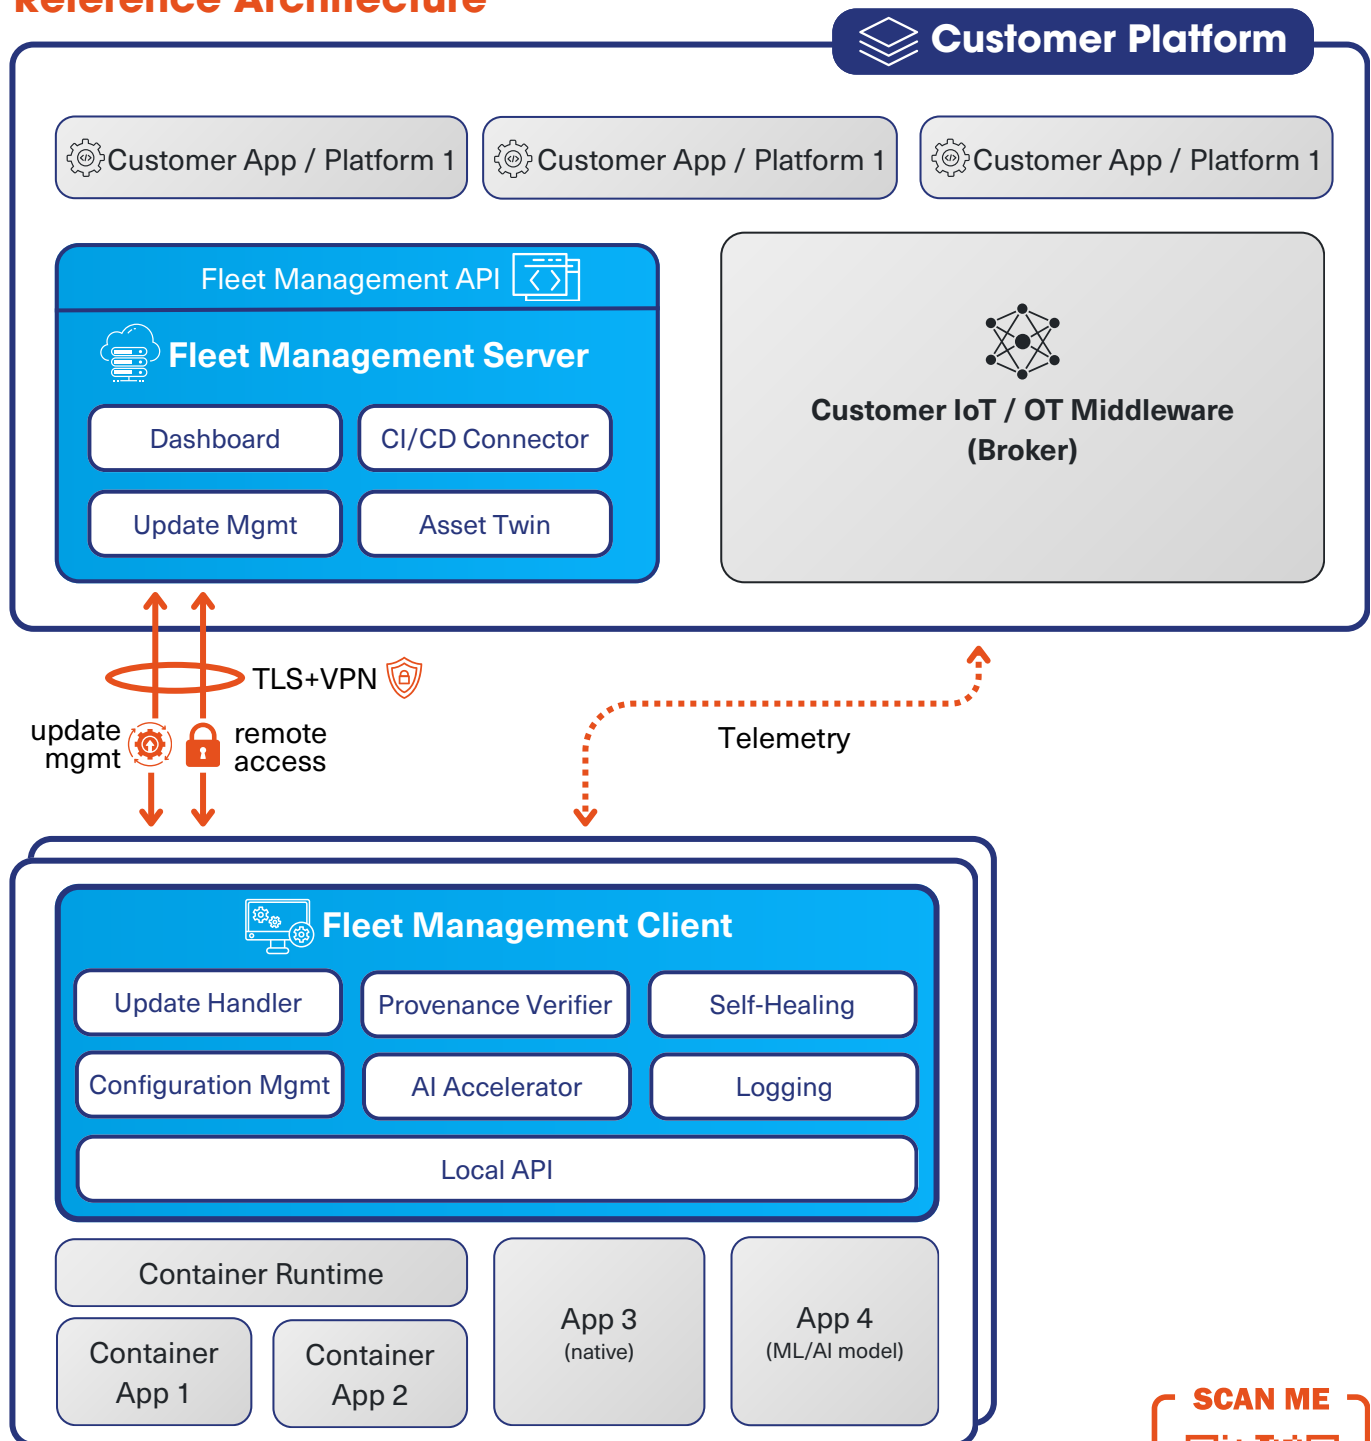 Reference Architecture
Customer Platform
Customer App / Platform 1
Customer App / Platform 1
Customer App / Platform 1
Fleet Management API
Fleet Management Server
Dashboard
CI/CD Connector
Update Mgmt
Asset Twin
Customer IoT / OT Middleware
(Broker)
TLS+VPN
update
mgmt
remote
access
Telemetry
Fleet Management Client
Update Handler
Provenance Verifier
Self-Healing
Configuration Mgmt
AI Accelerator
Logging
Local API
Container Runtime
Container
App 1
Container
App 2
App 3
(native)
App 4
(ML/AI model)
SCAN ME